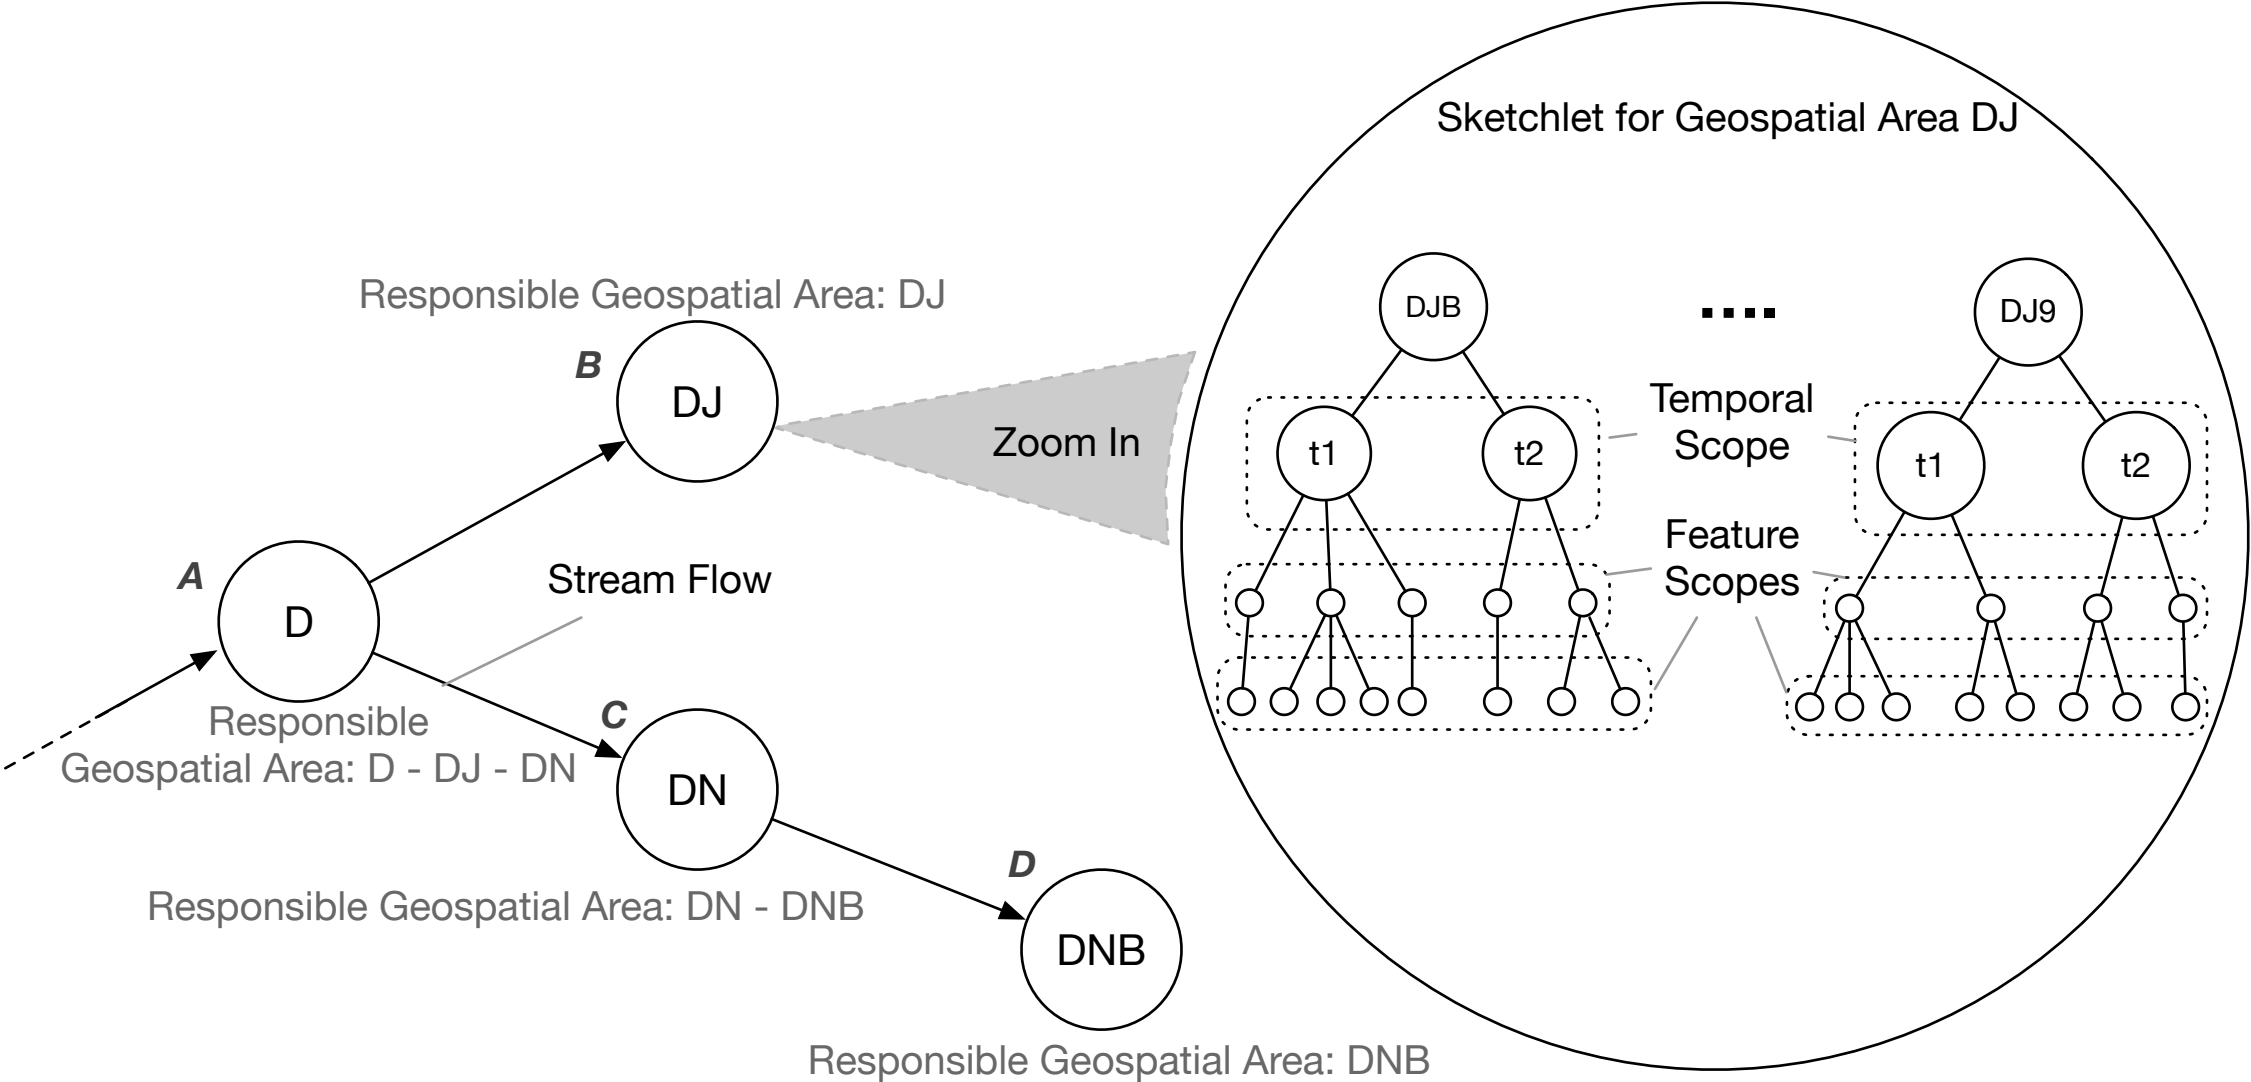 Sketchlet for Geospatial Area DJ
Responsible Geospatial Area: DJ
B
DJ
Zoom In
DJB
....
DJ9
Temporal
Scope
t1
t2
t1
t2
Feature
Scopes
A
D
Stream Flow
Responsible
Geospatial Area: D - DJ - DN
C
DN
Responsible Geospatial Area: DN - DNB
D
DNB
Responsible Geospatial Area: DNB